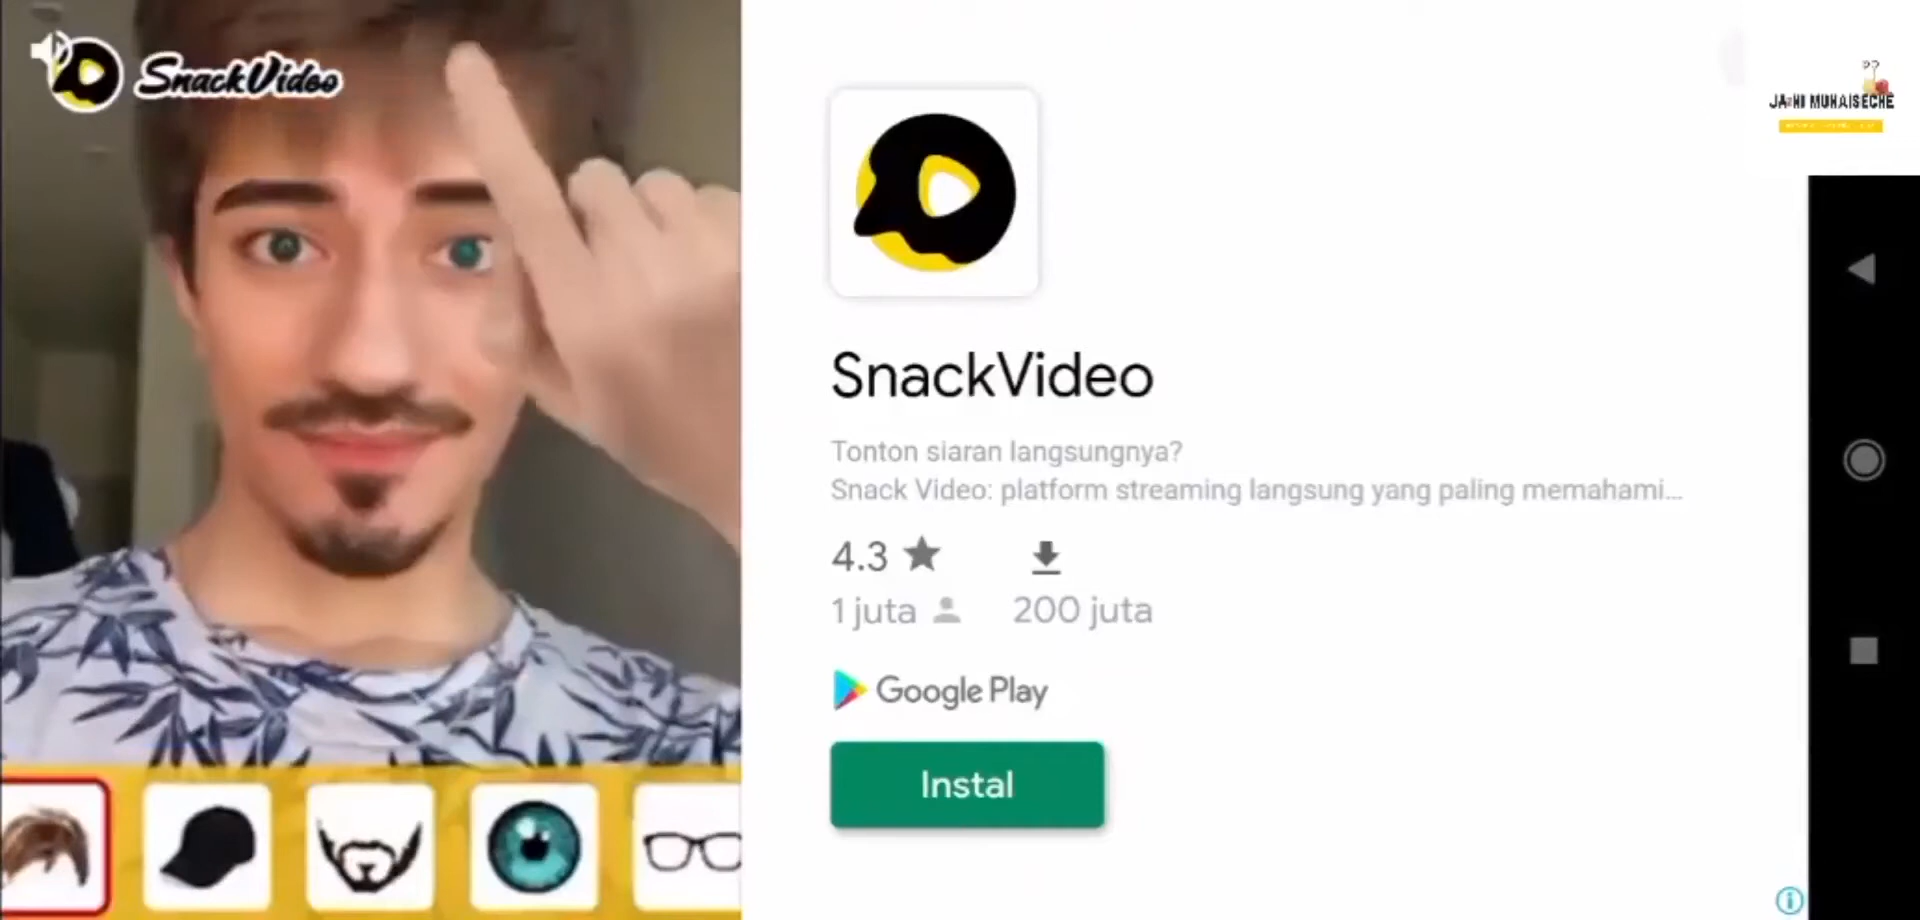 SnackVideo
SnackVideo
Tonton siaran langsungnya?
Snack Video: platform streaming langsung yang paling memahami...
4.3
1 juta
200 juta
Google Play
Instal